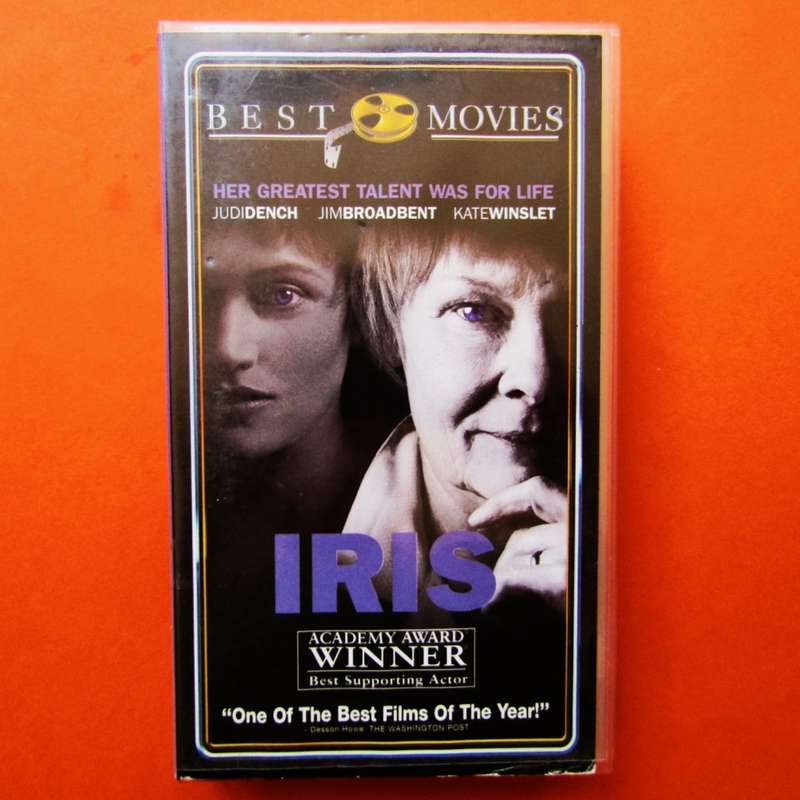 BEST MOVIES
HER GREATEST TALENT WAS FOR LIFE
JUDIDENCH JIMBROADBENT KATEWINSLET
IRIS
ACADEMY AWARD
WINNER
Best Supporting Actor
“One Of The Best Films Of The Year!”
- Desson Howe, THE WASHINGTON POST